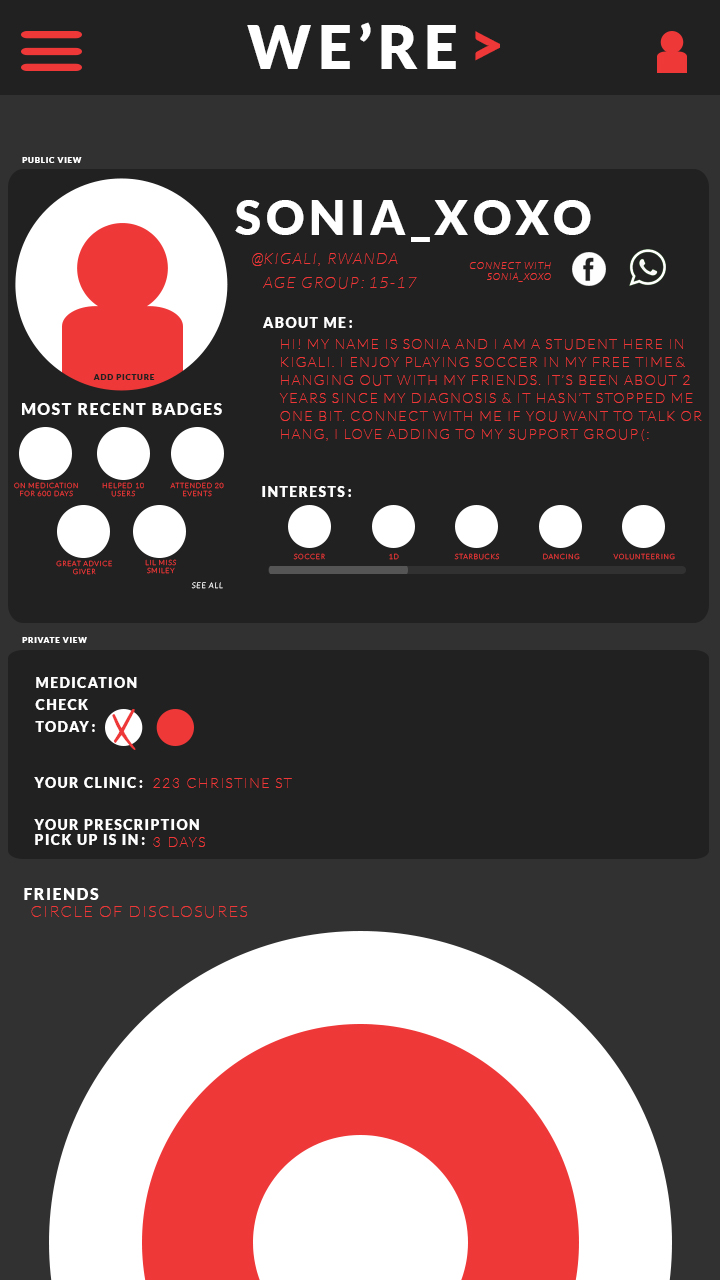 WE’RE >
PUBLIC VIEW
SONIA_XOXO
@KIGALI, RWANDA
AGE GROUP: 15-17
CONNECT WITH
SONIA_XOXO
ADD PICTURE
ABOUT ME:
HI! MY NAME IS SONIA AND I AM A STUDENT HERE IN
KIGALI. I ENJOY PLAYING SOCCER IN MY FREE TIME&
HANGING OUT WITH MY FRIENDS. IT'S BEEN ABOUT 2
YEARS SINCE MY DIAGNOSIS & IT HASN'T STOPPED ME
ONE BIT. CONNECT WITH ME IF YOU WANT TO TALK OR
HANG, I LOVE ADDING TO MY SUPPORT GROUP(:
MOST RECENT BADGES
ON MEDICATION
FOR 600 DAYS
HELPED 10
USERS
ATTENDED 20
EVENTS
GREAT ADVICE
GIVER
LIL MISS
SMILEY
SEE ALL
INTERESTS:
SOCCER
1D
STARBUCKS
DANCING
VOLUNTEERING
PRIVATE VIEW
MEDICATION
CHECK
TODAY:
X
YOUR CLINIC: 223 CHRISTINE ST
YOUR PRESCRIPTION
PICK UP IS IN: 3 DAYS
FRIENDS
CIRCLE OF DISCLOSURES